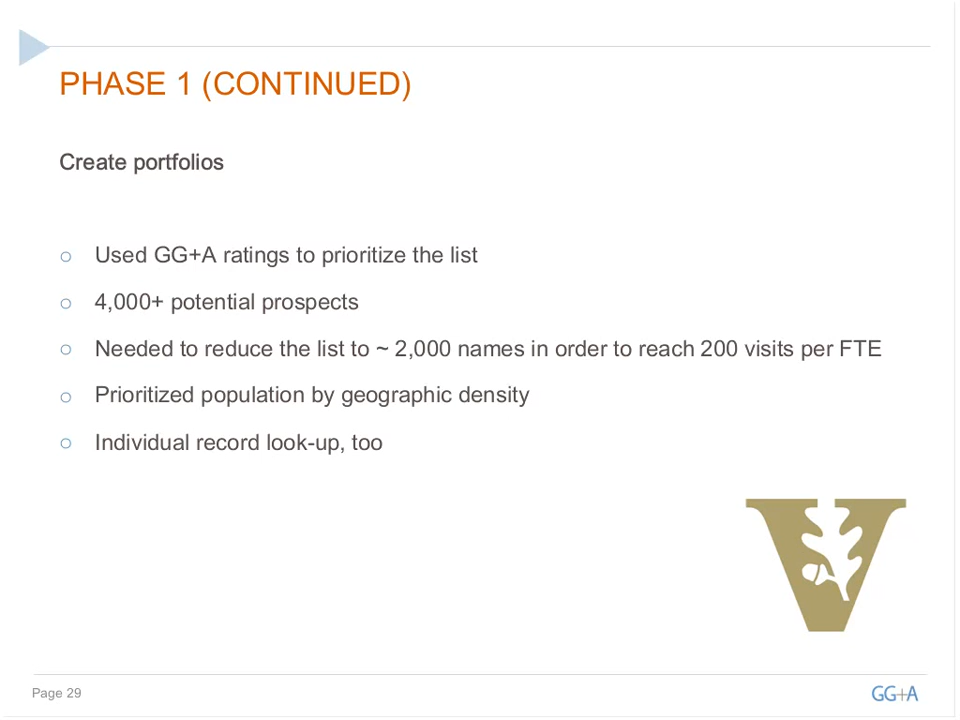 PHASE 1 (CONTINUED)
Create portfolios
Used GG+A ratings to prioritize the list
4,000+ potential prospects
Needed to reduce the list to ~ 2,000 names in order to reach 200 visits per FTE
Prioritized population by geographic density
Individual record look-up, too
V
Page 29
GG+A